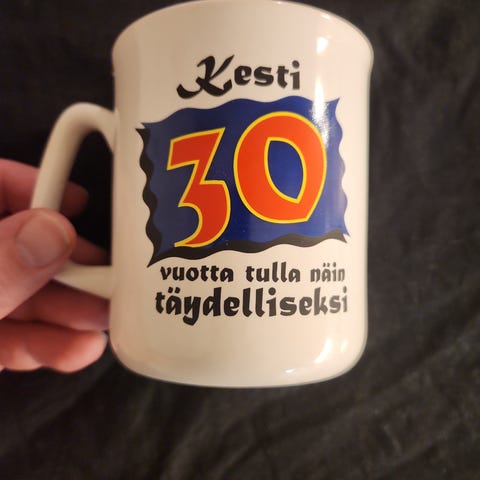 Kesti
30
vuotta tulla näin
täydelliseksi